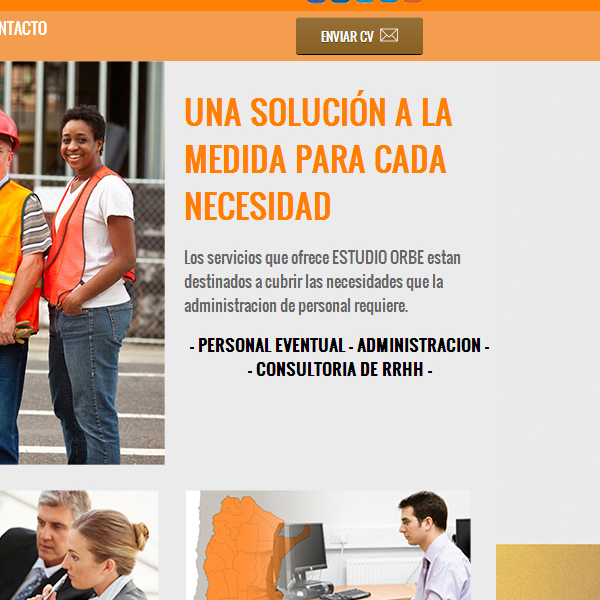 NTACTO
ENVIAR CV
UNA SOLUCIÓN A LA
MEDIDA PARA CADA
NECESIDAD
Los servicios que ofrece ESTUDIO ORBE estan
destinados a cubrir las necesidades que la
administracion de personal requiere.
- PERSONAL EVENTUAL - ADMINISTRACION -
- CONSULTORIA DE RRHH -